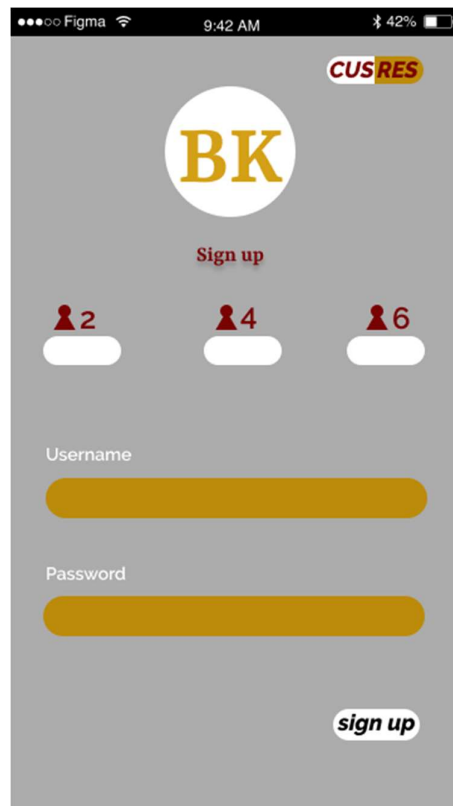 Figma 9:42 AM 42%
CUS RES
BK
Sign up
2 4 6
Username
Password
sign up